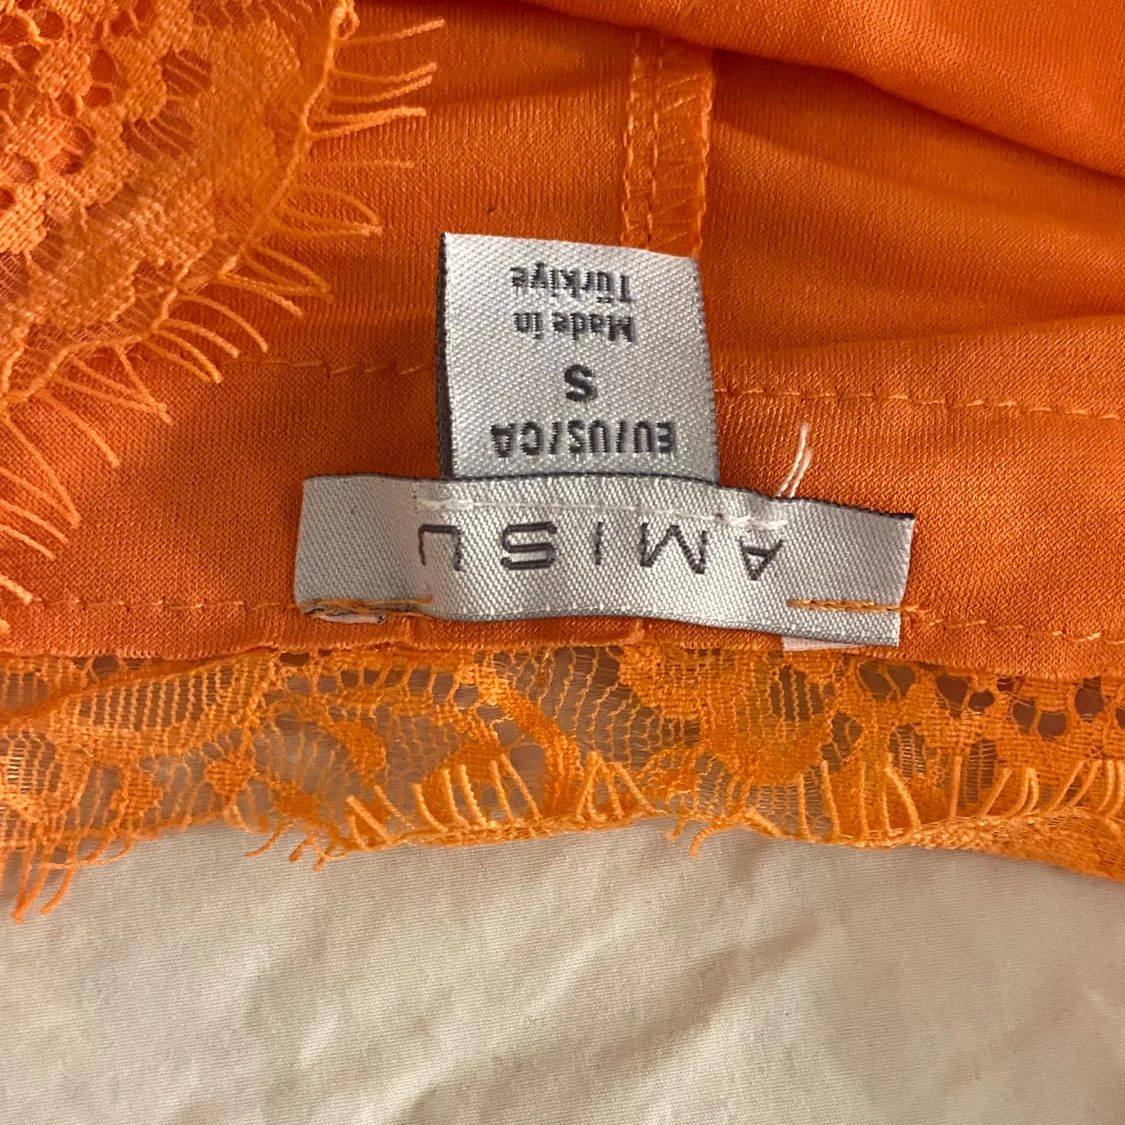 AMISU
EU/US/CA
S
Made in
Türkiye